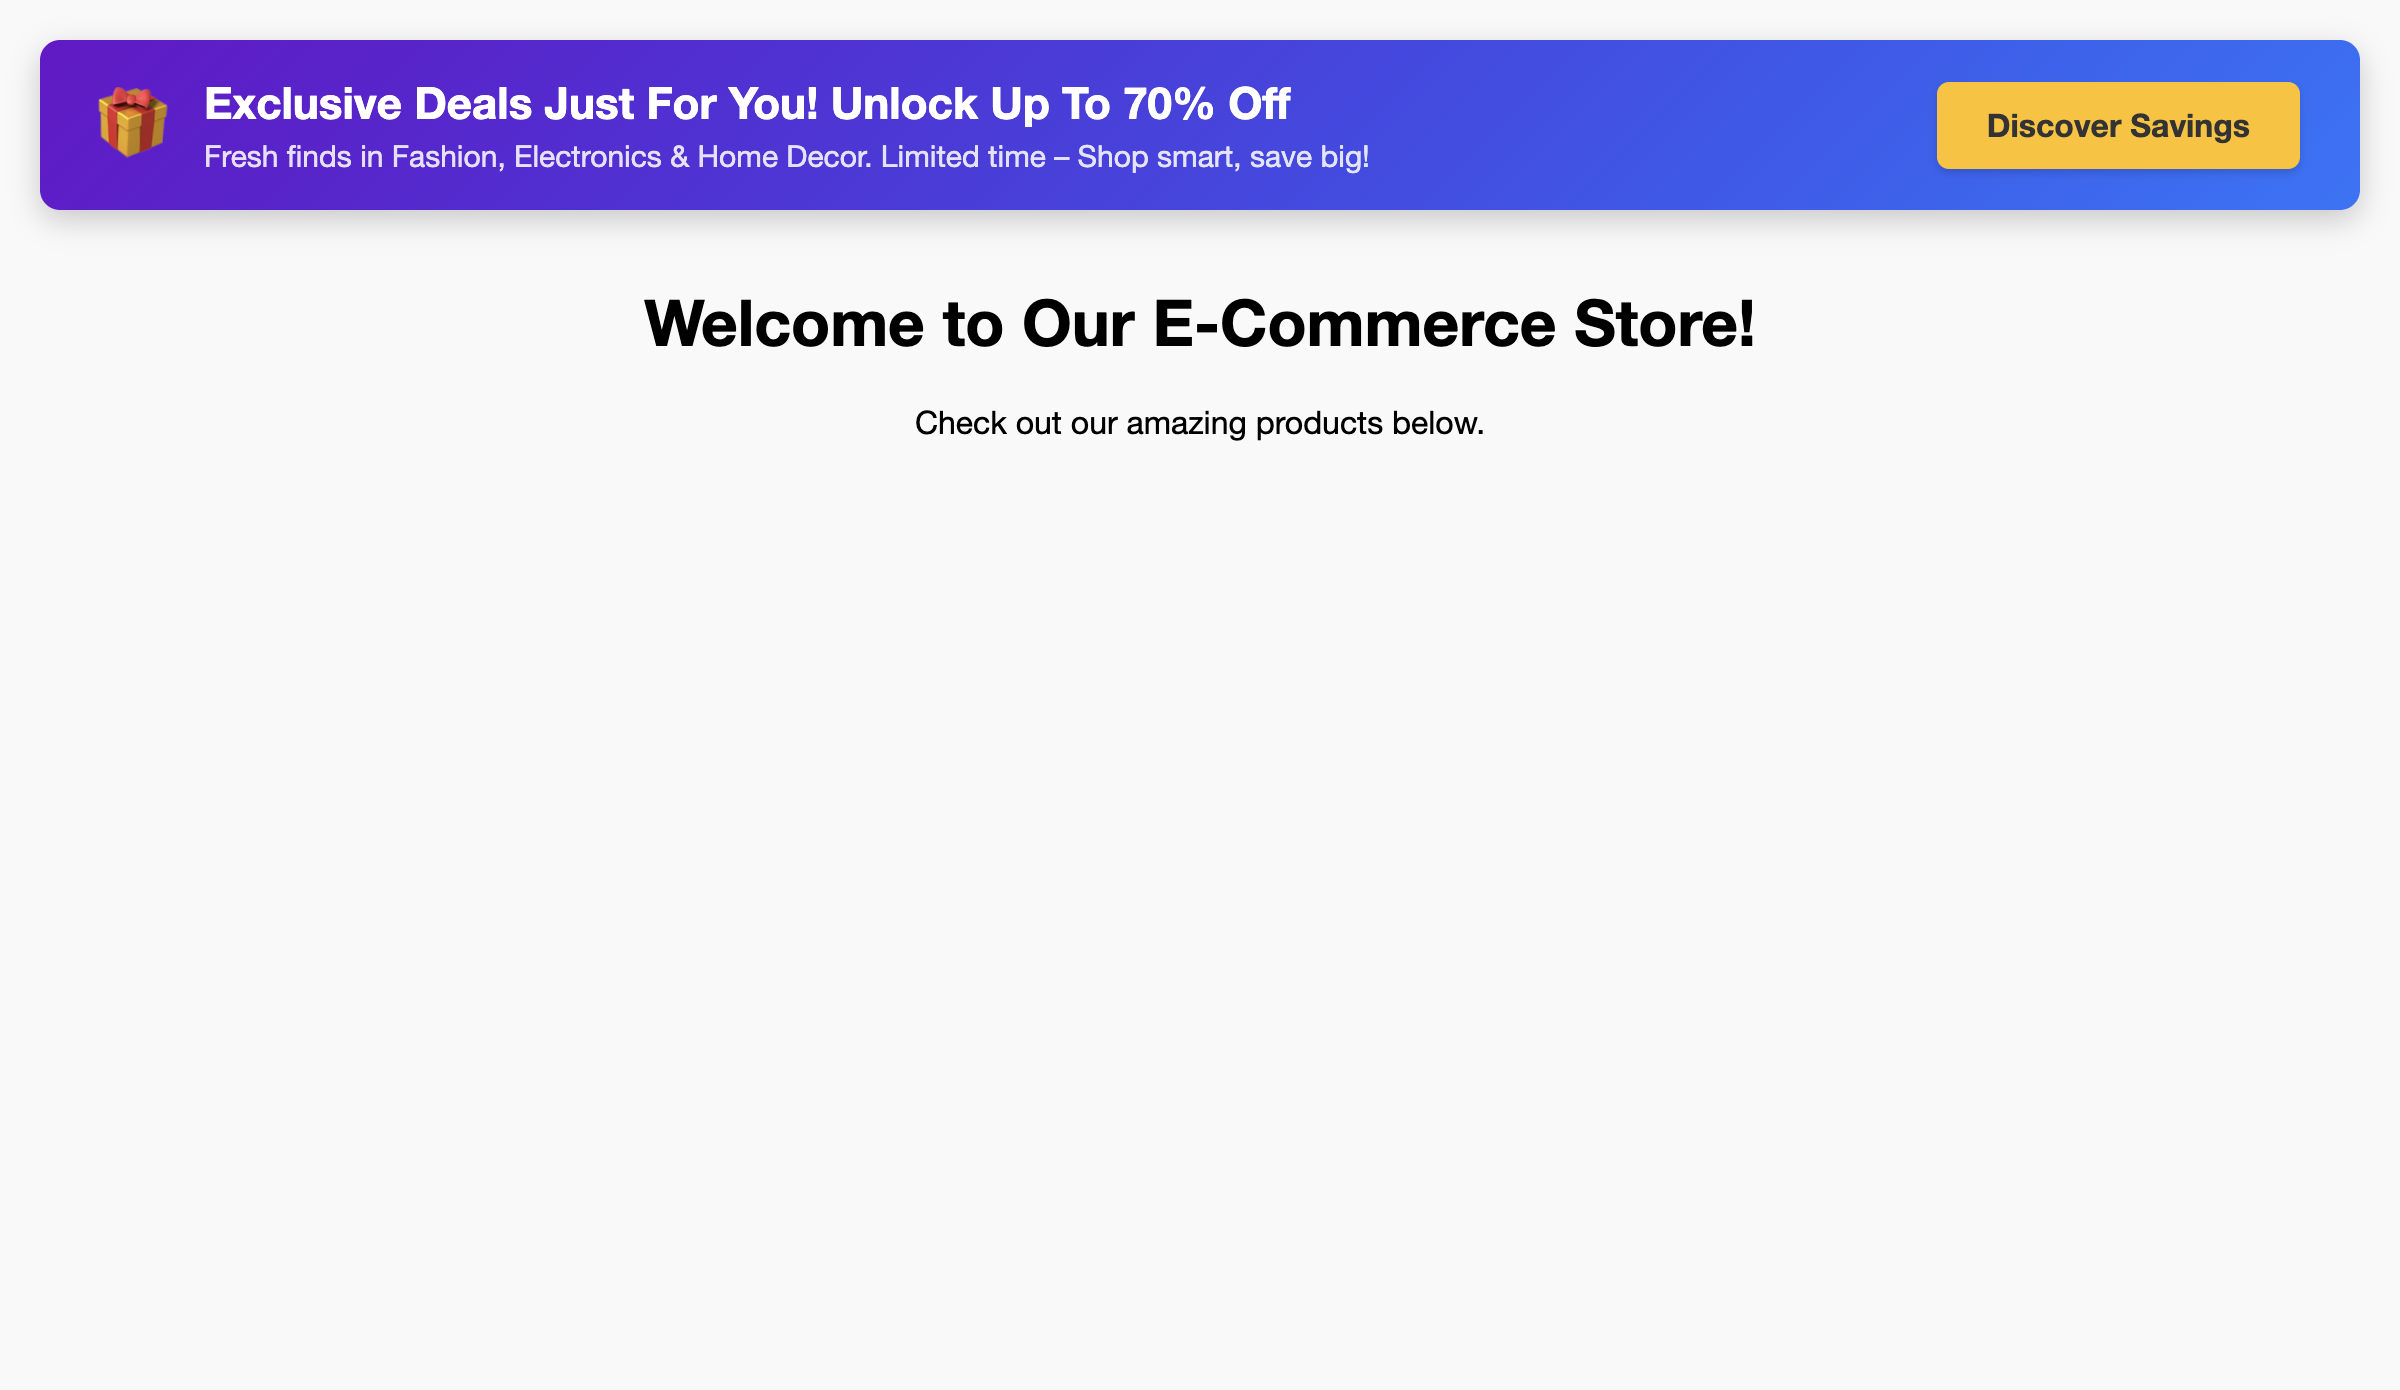 Exclusive Deals Just For You! Unlock Up To 70% Off
Fresh finds in Fashion, Electronics & Home Decor. Limited time – Shop smart, save big!
Discover Savings
Welcome to Our E-Commerce Store!
Check out our amazing products below.